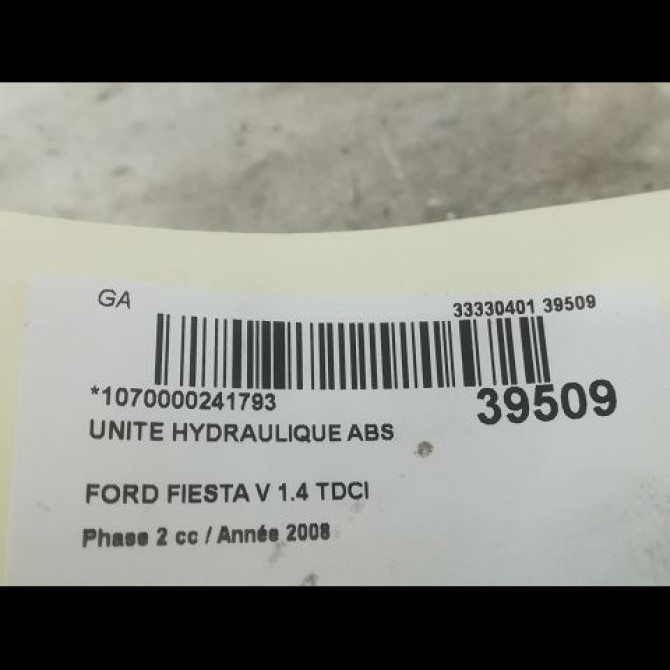 GA
33330401 39509
*1070000241793
39509
UNITE HYDRAULIQUE ABS
FORD FIESTA V 1.4 TDCI
Phase 2 cc / Année 2008